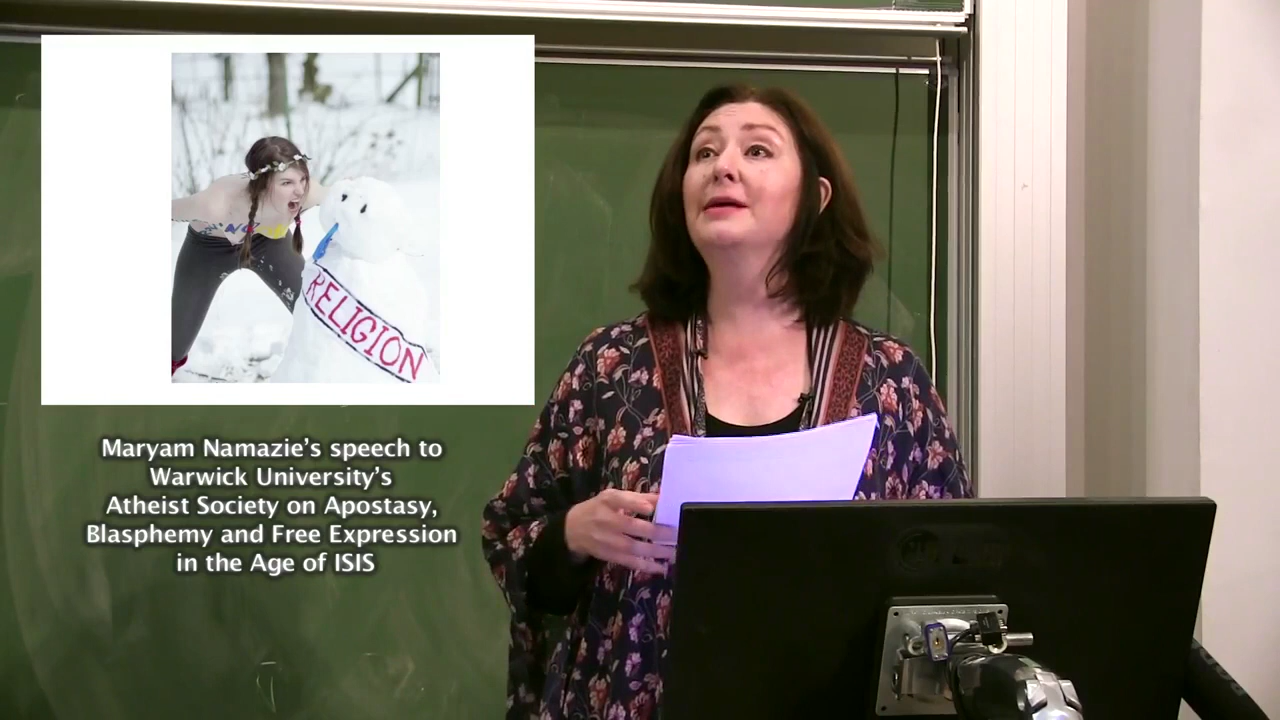 RELIGION
Maryam Namazie's speech to
Warwick University's
Atheist Society on Apostasy,
Blasphemy and Free Expression
in the Age of ISIS